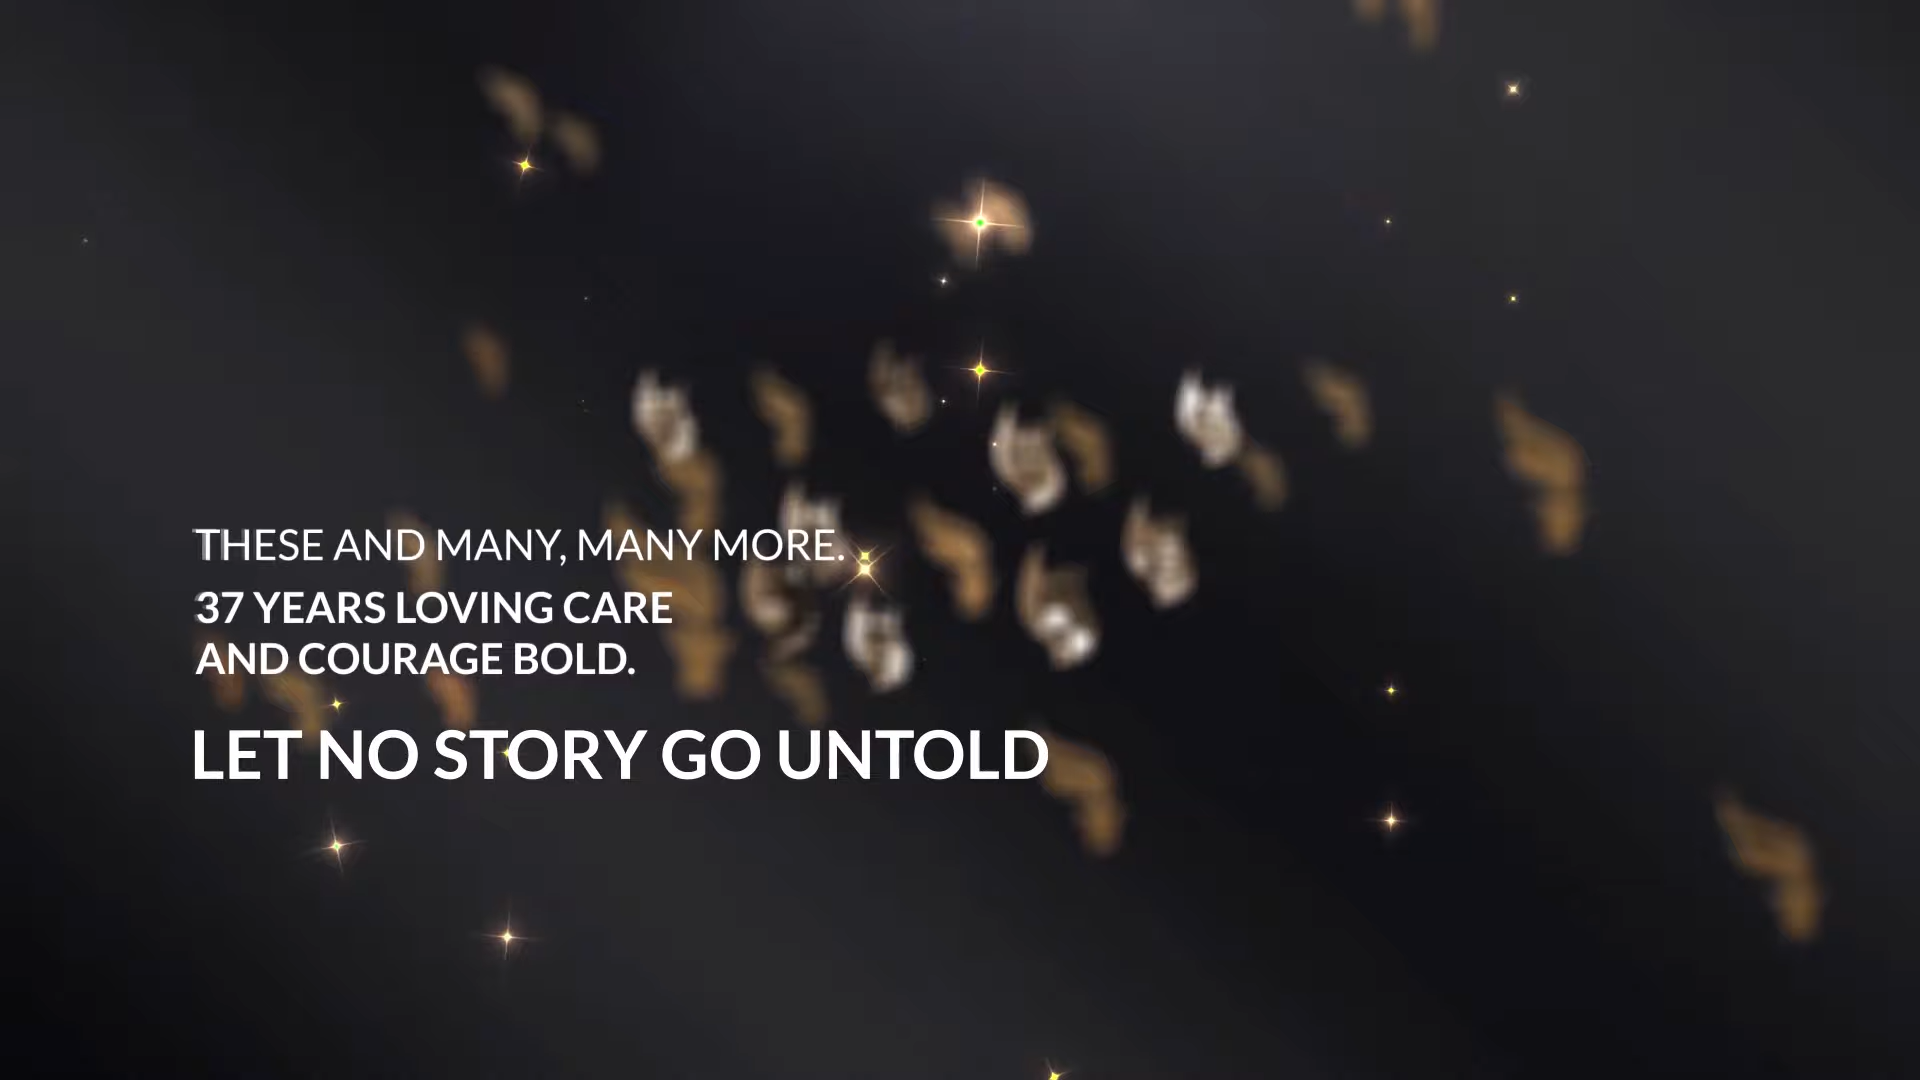 THESE AND MANY, MANY MORE.
37 YEARS LOVING CARE
AND COURAGE BOLD.
LET NO STORY GO UNTOLD